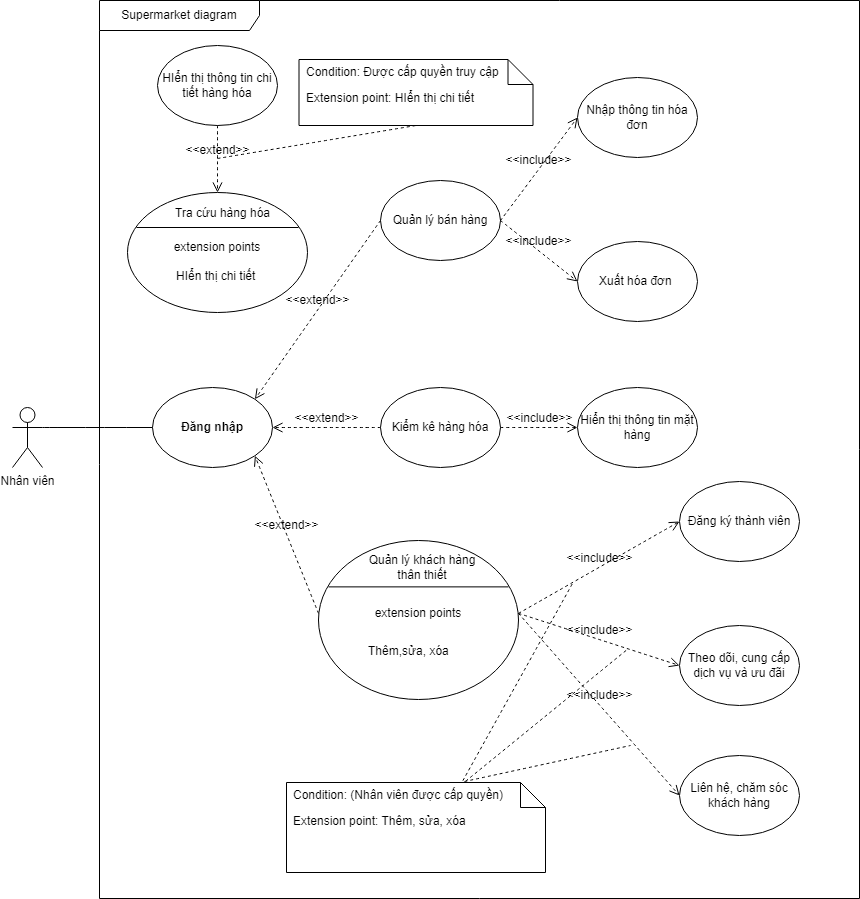 Supermarket diagram
HIển thị thông tin chi
tiết hàng hóa
Condition: Được cấp quyền truy cập
Extension point: HIển thị chi tiết
<<extend>>
Tra cứu hàng hóa
extension points
HIển thị chi tiết
Nhập thông tin hóa
đơn
<<include>>
Quản lý bán hàng
<<include>>
Xuất hóa đơn
<<extend>>
Nhân viên
Đăng nhập
<<extend>>
Kiểm kê hàng hóa
<<include>>
Hiển thị thông tin mặt
hàng
<<extend>>
Quản lý khách hàng
thân thiết
extension points
Thêm,sửa, xóa
<<include>>
Đăng ký thành viên
<<include>>
Theo dõi, cung cấp
dịch vụ và ưu đãi
<<include>>
Liên hệ, chăm sóc
khách hàng
Condition: (Nhân viên được cấp quyền)
Extension point: Thêm, sửa, xóa